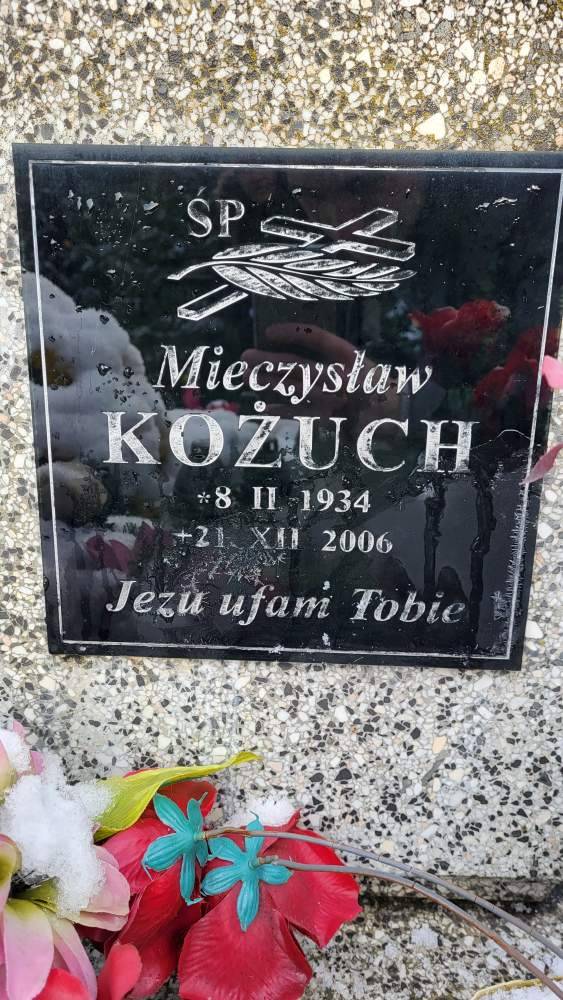 ŚP
Mieczysław
KOŻUCH
*8 II 1934
+21 XII 2006
Jezu ufam Tobie